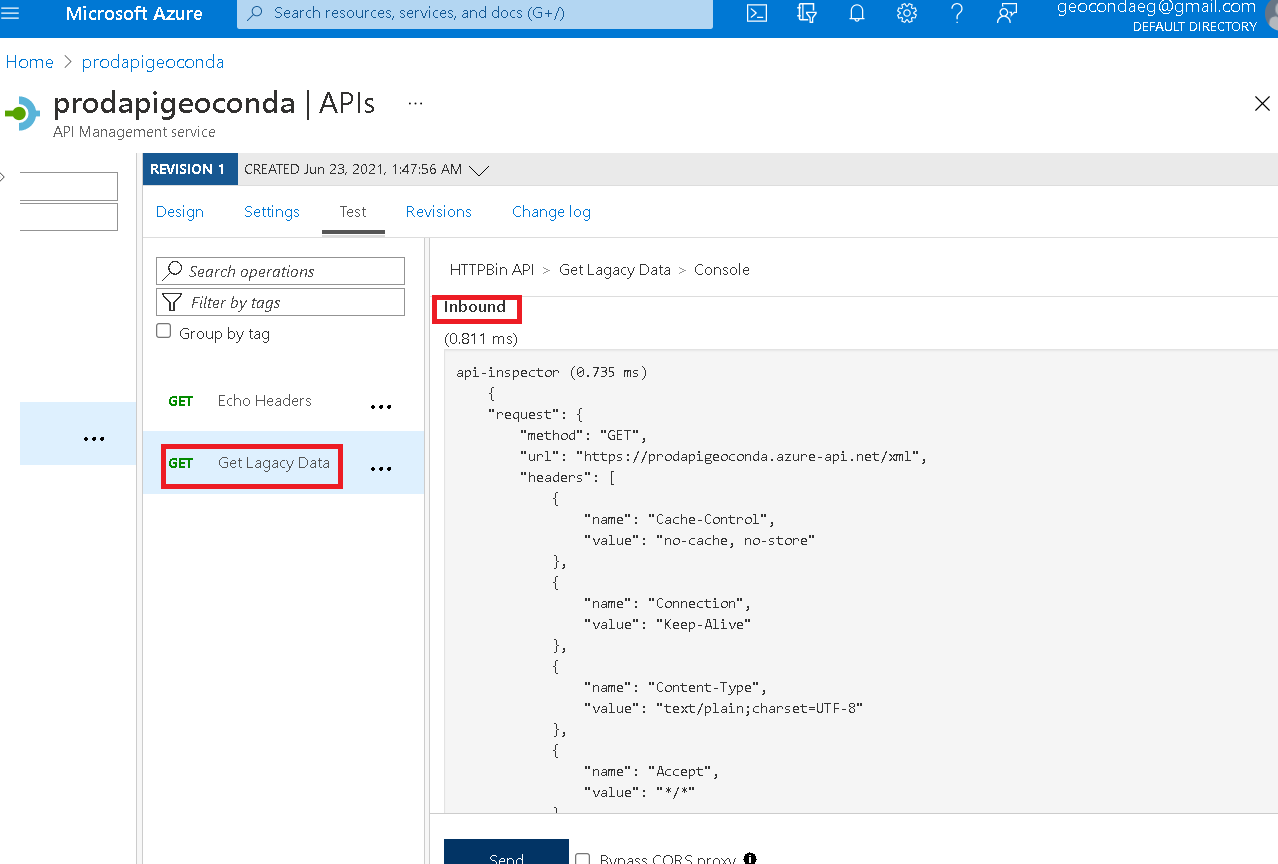 Microsoft Azure
Search resources, services, and docs (G+/)
geocondaeg@gmail.com
DEFAULT DIRECTORY
Home > prodapigeoconda
prodapigeoconda | APIs ...
API Management service
REVISION 1 CREATED Jun 23, 2021, 1:47:56 AM
Design Settings Test Revisions Change log
Search operations
Filter by tags
Group by tag
GET Echo Headers ...
GET Get Lagacy Data ...
...
HTTPBin API > Get Lagacy Data > Console
Inbound
(0.811 ms)
api-inspector (0.735 ms)
{
"request": {
"method": "GET",
"url": "https://prodapigeoconda.azure-api.net/xml",
"headers": [
{
"name": "Cache-Control",
"value": "no-cache, no-store"
},
{
"name": "Connection",
"value": "Keep-Alive"
},
{
"name": "Content-Type",
"value": "text/plain;charset=UTF-8"
},
{
"name": "Accept",
"value": "*/*"
}
Send Bypass CORS proxy